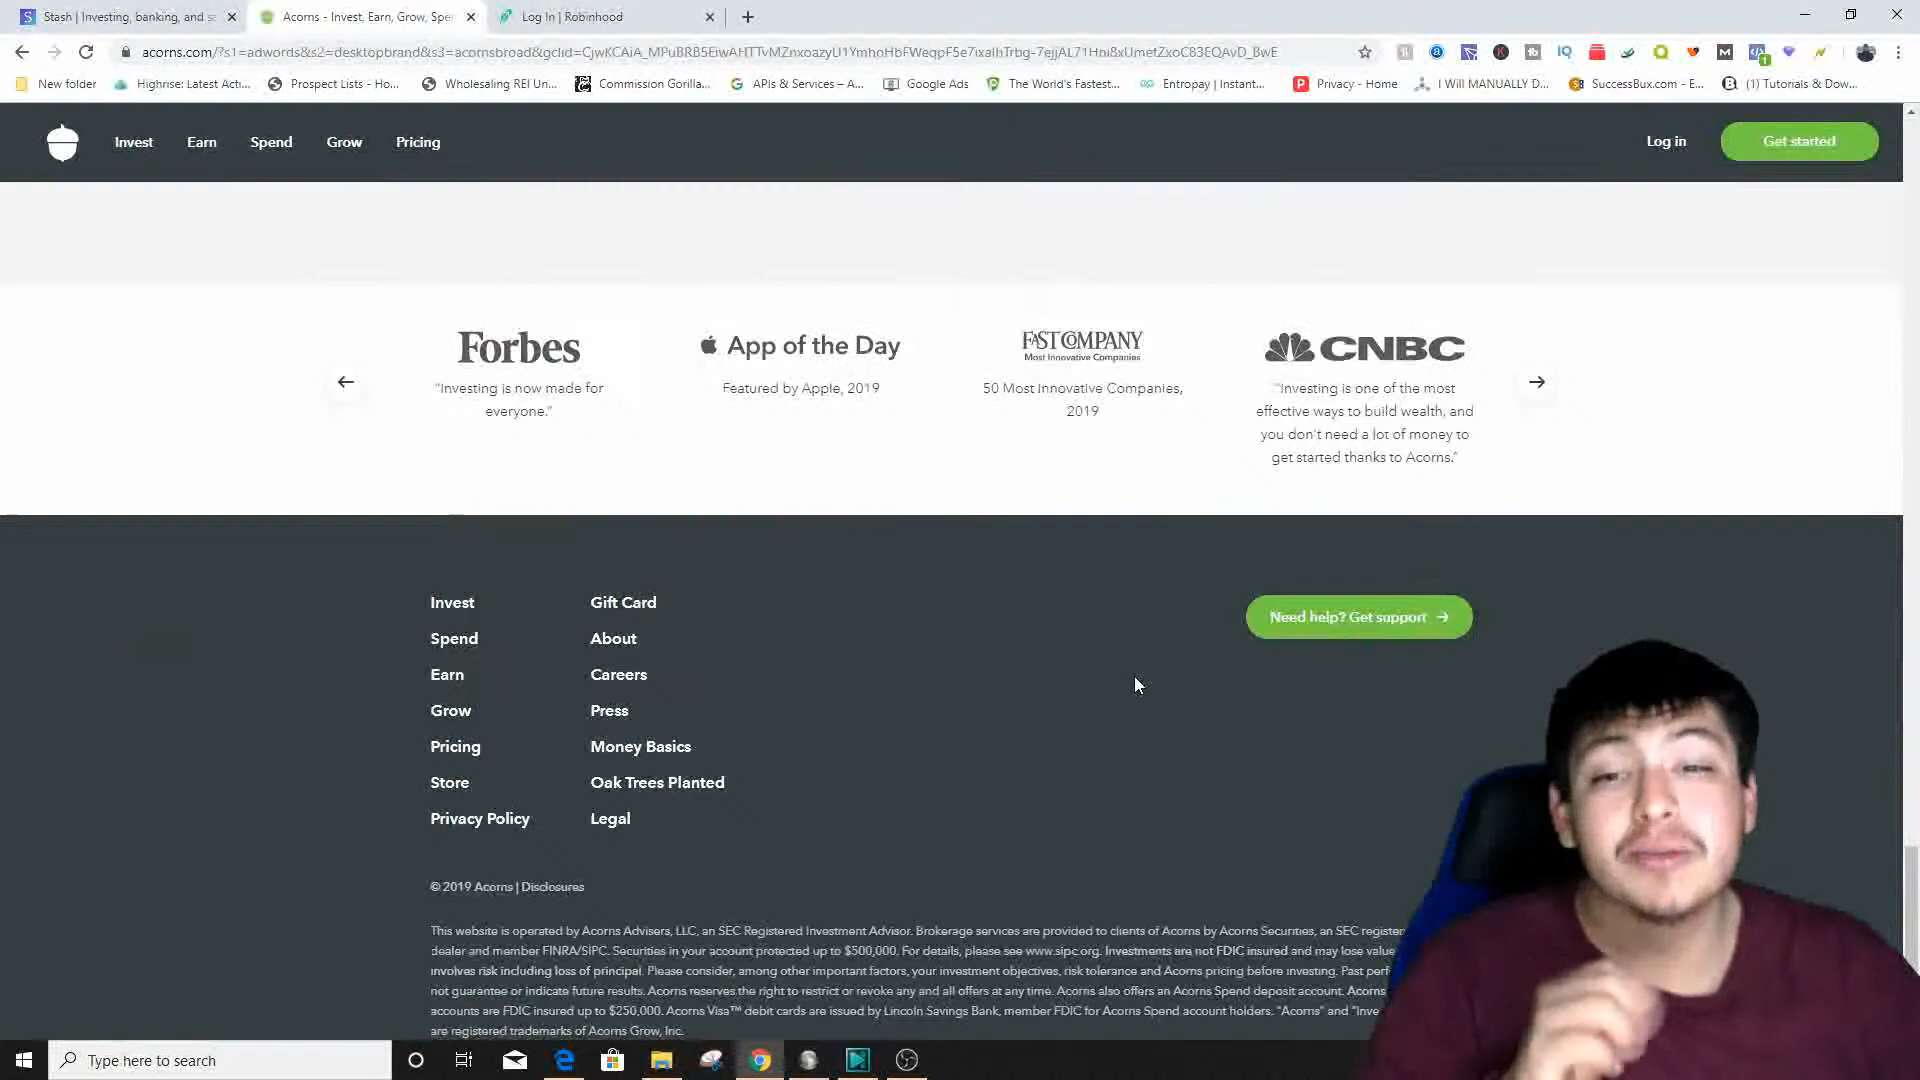 Stash | Investing, banking, and s
Acorns - Invest, Earn, Grow, Spe
Log In | Robinhood
acorns.com/?s1=adwords&s2=desktopbrand&s3=acornsbroad&gclid=
New folder
Highrise: Latest Acti...
Prospect Lists - Ho...
Wholesaling REI Un...
Commission Gorilla...
APIs & Services – A...
Google Ads
The World's Fastest...
Entropay | Instant...
Privacy - Home
I Will MANUALLY D...
SuccessBux.com - E...
(1) Tutorials & Dow...
Invest
Earn
Spend
Grow
Pricing
Log in
Get started
Forbes
"Investing is now made for
everyone."
App of the Day
Featured by Apple, 2019
FAST COMPANY
Most Innovative Companies
50 Most Innovative Companies,
2019
CNBC
"Investing is one of the most
effective ways to build wealth, and
you don't need a lot of money to
get started thanks to Acorns."
Invest
Spend
Earn
Grow
Pricing
Store
Privacy Policy
Gift Card
About
Careers
Press
Money Basics
Oak Trees Planted
Legal
Need help? Get support →
© 2019 Acorns | Disclosures
This website is operated by Acorns Advisers, LLC, an SEC Registered Investment Advisor. Brokerage services are provided to clients of Acorns by Acorns Securities, an SEC register
dealer and member FINRA/SIPC. Securities in your account protected up to $500,000. For details, please see www.sipc.org. Investments are not FDIC insured and may lose value
involves risk including loss of principal. Please consider, among other important factors, your investment objectives, risk tolerance and Acorns pricing before investing. Past perf
not guarantee or indicate future results. Acorns reserves the right to restrict or revoke any and all offers at any time. Acorns also offers an Acorns Spend deposit account. Acorns
accounts are FDIC insured up to $250,000. Acorns Visa™ debit cards are issued by Lincoln Savings Bank, member FDIC for Acorns Spend account holders. "Acorns" and "Inve
are registered trademarks of Acorns Grow, Inc.
Type here to search